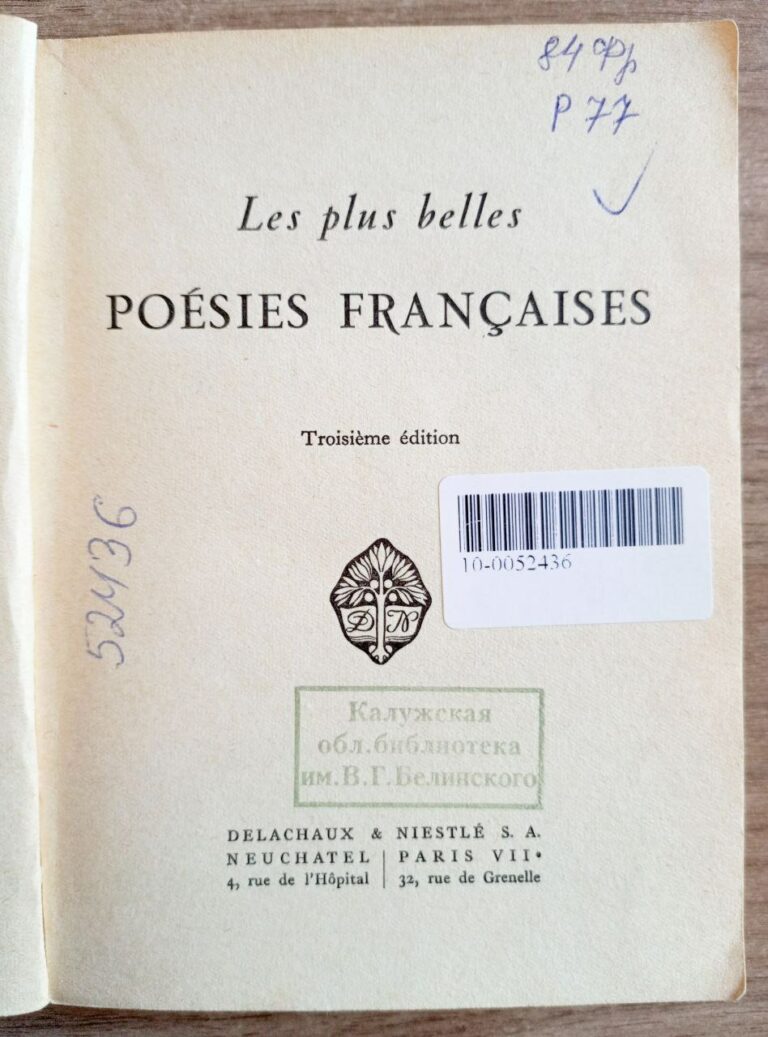 84 Фр
P 77
Les plus belles
POÉSIES FRANÇAISES
Troisième édition
10-0052436
52436
D N
Калужская
обл.библиотека
им.В.Г.Белинского
DELACHAUX & NIESTLÉ S. A.
NEUCHATEL | PARIS VIIe
4, rue de l'Hôpital | 32, rue de Grenelle